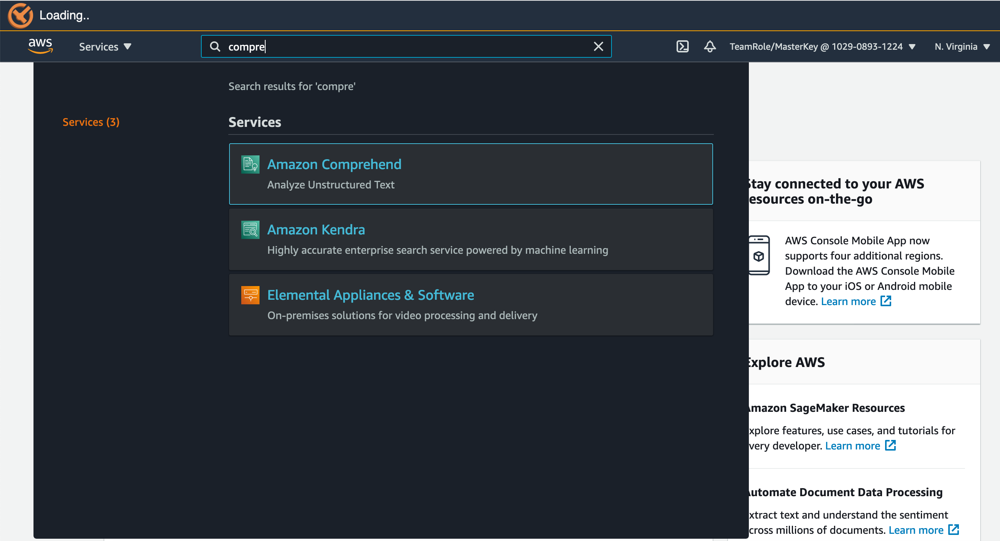 Loading..
aws
Services
compre
TeamRole/MasterKey @ 1029-0893-1224
N. Virginia
Search results for 'compre'
Services (3)
Services
Amazon Comprehend
Analyze Unstructured Text
Amazon Kendra
Highly accurate enterprise search service powered by machine learning
Elemental Appliances & Software
On-premises solutions for video processing and delivery
Stay connected to your AWS
esources on-the-go
AWS Console Mobile App now
supports four additional regions.
Download the AWS Console Mobile
App to your iOS or Android mobile
device. Learn more
Explore AWS
Amazon SageMaker Resources
xplore features, use cases, and tutorials for
very developer. Learn more
Automate Document Data Processing
xtract text and understand the sentiment
cross millions of documents. Learn more